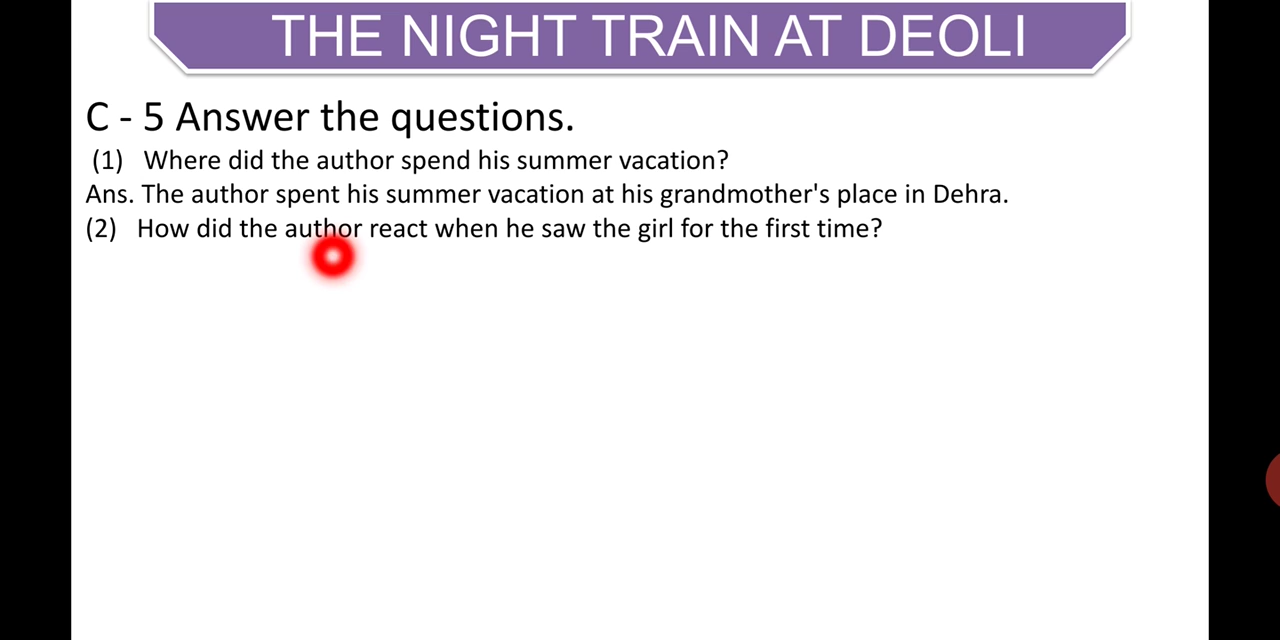 THE NIGHT TRAIN AT DEOLI
C - 5 Answer the questions.
(1) Where did the author spend his summer vacation?
Ans. The author spent his summer vacation at his grandmother's place in Dehra.
(2) How did the author react when he saw the girl for the first time?